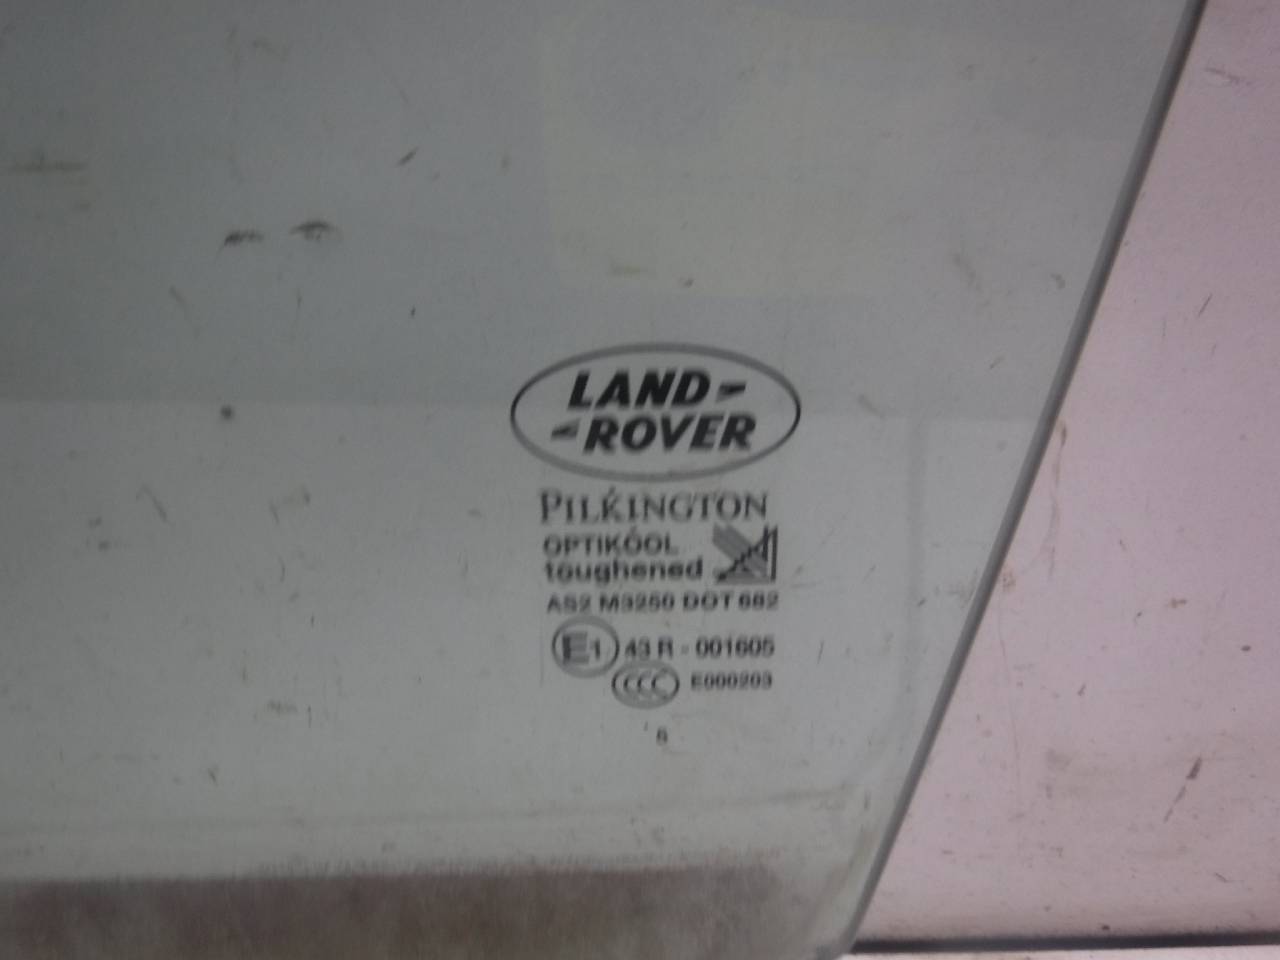 LAND
ROVER
PILKINGTON
OPTIKOOL
toughened
AS2 M3250 DOT 682
E1 43 R - 001605
CCC E000203